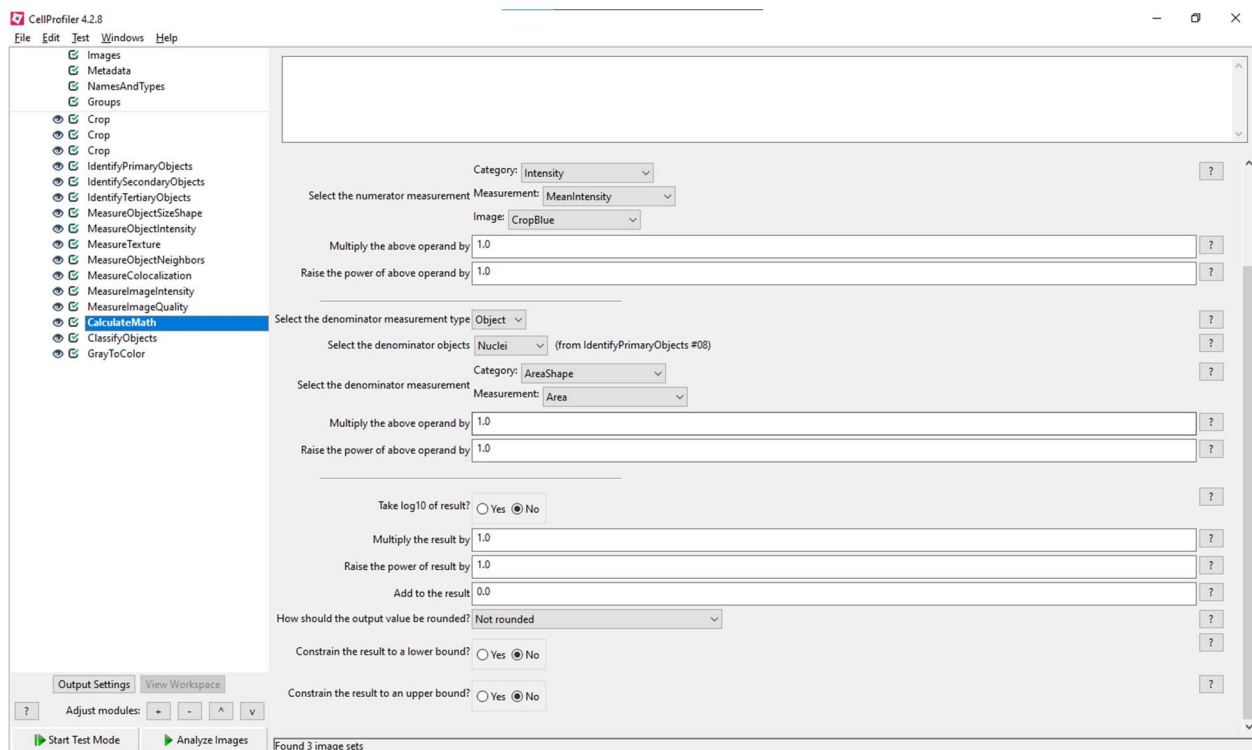 CellProfiler 4.2.8
File Edit Test Windows Help
Images
Metadata
NamesAndTypes
Groups
Crop
Crop
Crop
IdentifyPrimaryObjects
IdentifySecondaryObjects
IdentifyTertiaryObjects
MeasureObjectSizeShape
MeasureObjectIntensity
MeasureTexture
MeasureObjectNeighbors
MeasureColocalization
MeasureImageIntensity
MeasureImageQuality
CalculateMath
ClassifyObjects
GrayToColor
Output Settings View Workspace
? Adjust modules: + - ^ v
Start Test Mode Analyze Images
Category: Intensity ?
Select the numerator measurement Measurement: MeanIntensity
Image: CropBlue
Multiply the above operand by 1.0 ?
Raise the power of above operand by 1.0 ?
Select the denominator measurement type Object ?
Select the denominator objects Nuclei (from IdentifyPrimaryObjects #08) ?
Category: AreaShape ?
Select the denominator measurement
Measurement: Area
Multiply the above operand by 1.0 ?
Raise the power of above operand by 1.0 ?
Take log10 of result? Yes No ?
Multiply the result by 1.0 ?
Raise the power of result by 1.0 ?
Add to the result 0.0 ?
How should the output value be rounded? Not rounded ?
Constrain the result to a lower bound? Yes No ?
Constrain the result to an upper bound? Yes No ?
Found 3 image sets